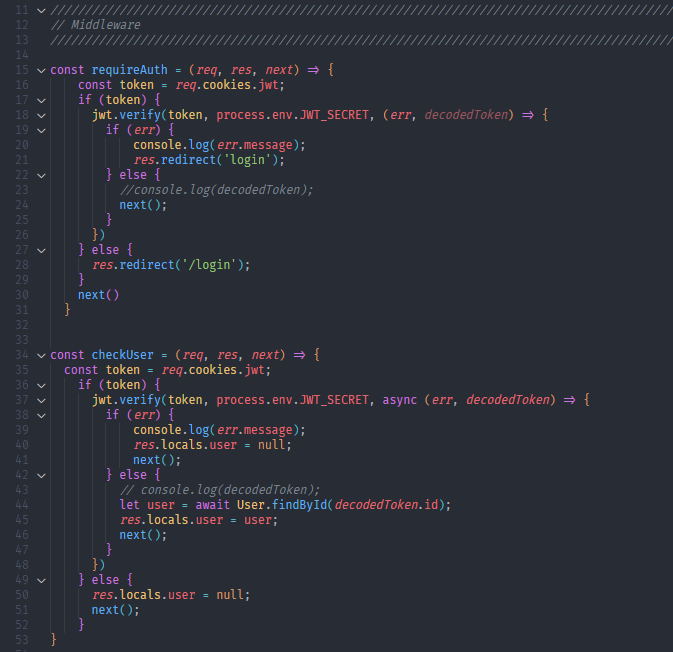 11 ////////////////////////////////////////////////////////////////////////////////////////
12 // Middleware
13 ////////////////////////////////////////////////////////////////////////////////////////
14
15 const requireAuth = (req, res, next) => {
16     const token = req.cookies.jwt;
17     if (token) {
18       jwt.verify(token, process.env.JWT_SECRET, (err, decodedToken) => {
19         if (err) {
20             console.log(err.message);
21             res.redirect('login');
22         } else {
23           //console.log(decodedToken);
24           next();
25         }
26       })
27     } else {
28       res.redirect('/login');
29     }
30     next()
31   }
32
33
34 const checkUser = (req, res, next) => {
35   const token = req.cookies.jwt;
36     if (token) {
37       jwt.verify(token, process.env.JWT_SECRET, async (err, decodedToken) => {
38         if (err) {
39             console.log(err.message);
40             res.locals.user = null;
41             next();
42         } else {
43           // console.log(decodedToken);
44           let user = await User.findById(decodedToken.id);
45           res.locals.user = user;
46           next();
47         }
48       })
49     } else {
50       res.locals.user = null;
51       next();
52     }
53 }